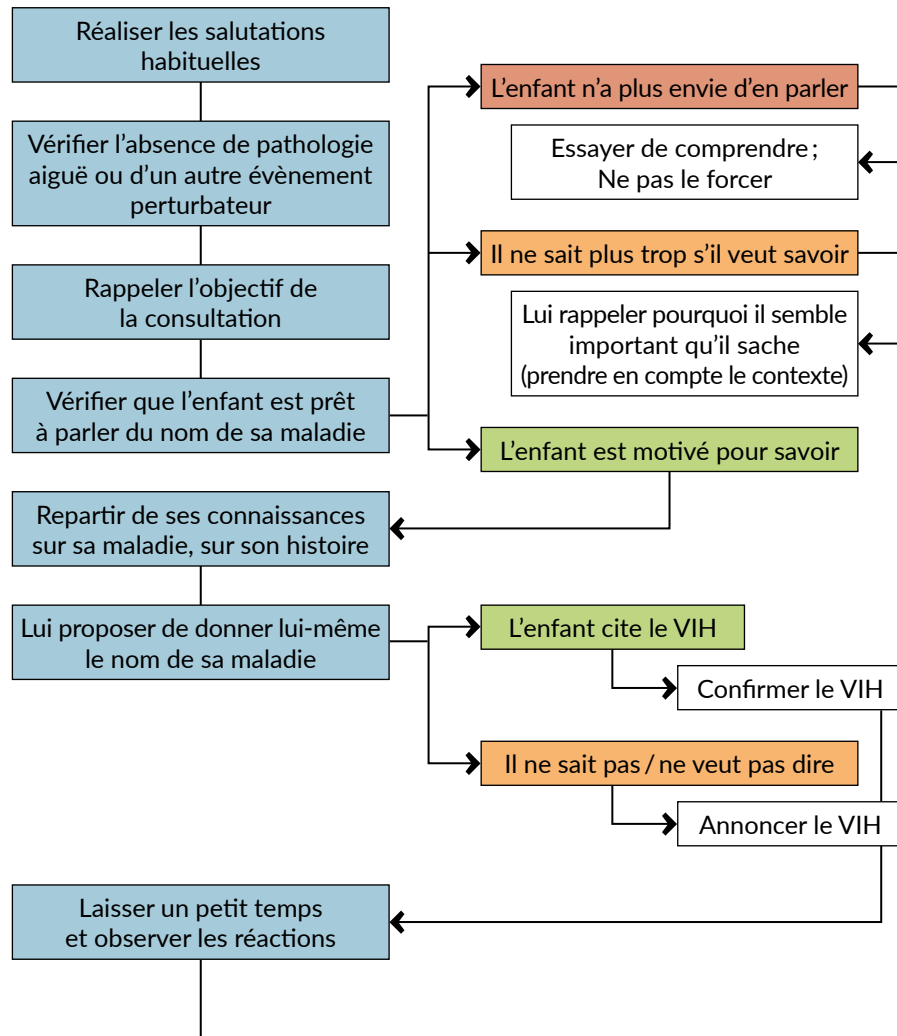 Réaliser les salutations
habituelles
Vérifier l'absence de pathologie
aiguë ou d'un autre évènement
perturbateur
Rappeler l'objectif de
la consultation
Vérifier que l'enfant est prêt
à parler du nom de sa maladie
L'enfant n'a plus envie d'en parler
Essayer de comprendre ;
Ne pas le forcer
Il ne sait plus trop s'il veut savoir
Lui rappeler pourquoi il semble
important qu'il sache
(prendre en compte le contexte)
L'enfant est motivé pour savoir
Repartir de ses connaissances
sur sa maladie, sur son histoire
Lui proposer de donner lui-même
le nom de sa maladie
L'enfant cite le VIH
Confirmer le VIH
Il ne sait pas / ne veut pas dire
Annoncer le VIH
Laisser un petit temps
et observer les réactions